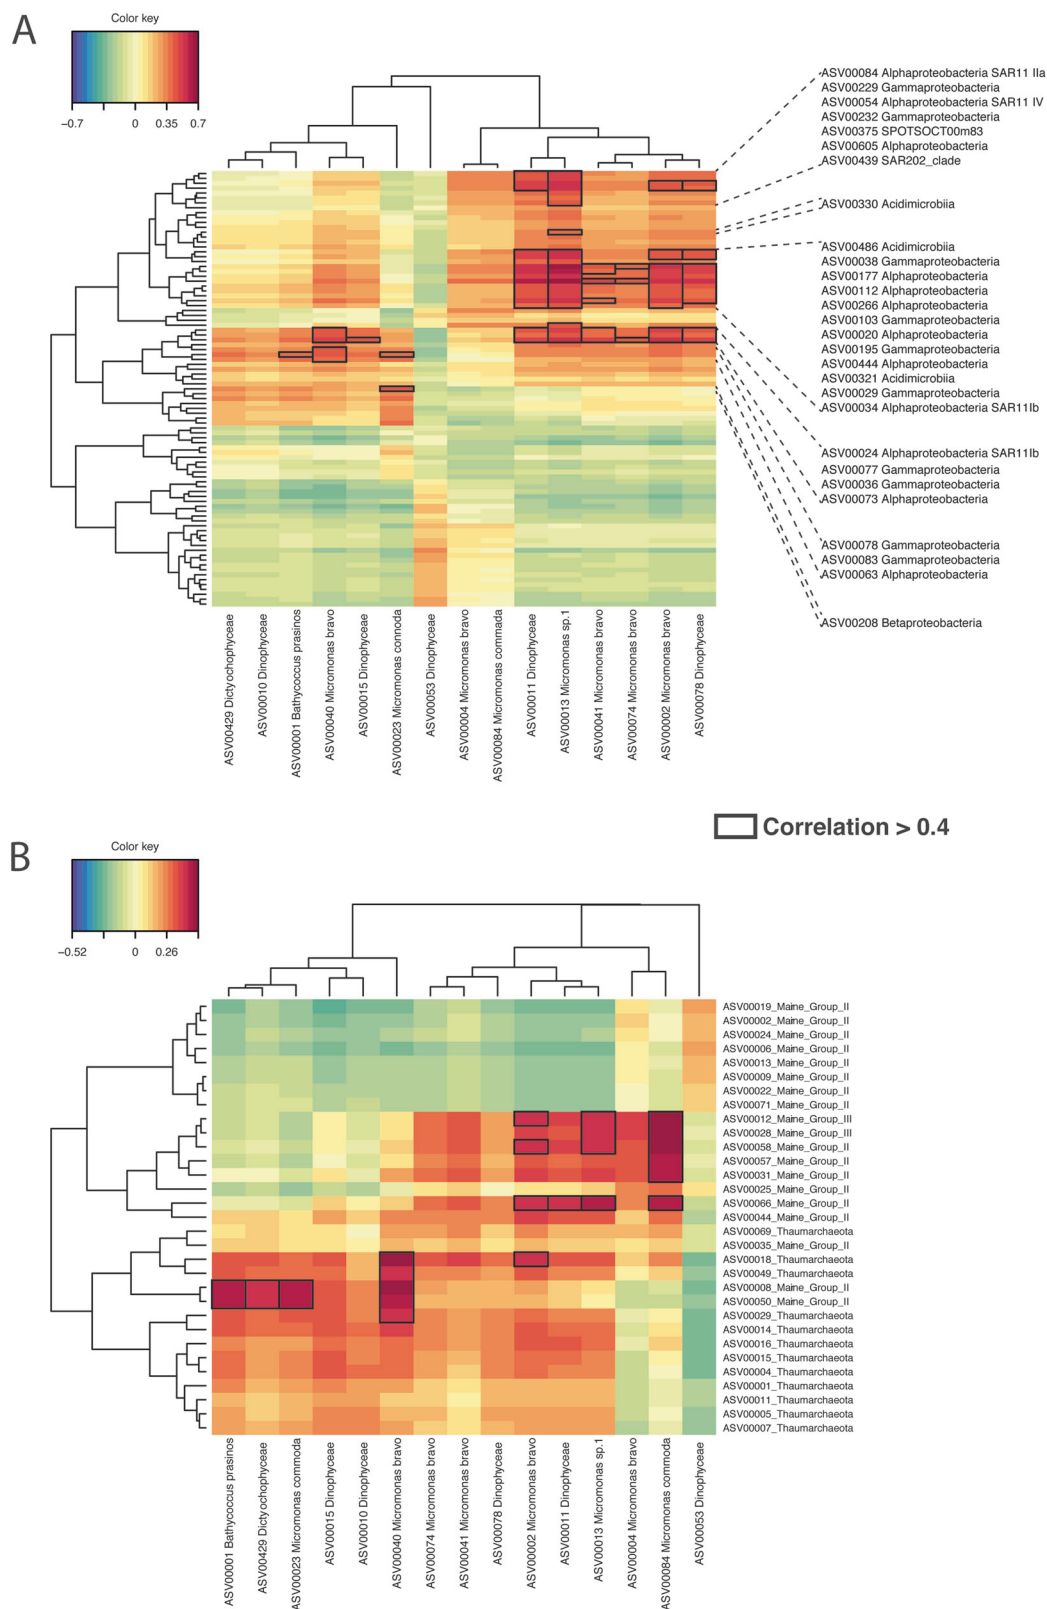 A
Color key
−0.7 0 0.35 0.7
ASV00084 Alphaproteobacteria SAR11 IIa
ASV00229 Gammaproteobacteria
ASV00054 Alphaproteobacteria SAR11 IV
ASV00232 Gammaproteobacteria
ASV00375 SPOTSOCT00m83
ASV00605 Alphaproteobacteria
ASV00439 SAR202_clade
ASV00330 Acidimicrobiia
ASV00486 Acidimicrobiia
ASV00038 Gammaproteobacteria
ASV00177 Alphaproteobacteria
ASV00112 Alphaproteobacteria
ASV00266 Alphaproteobacteria
ASV00103 Gammaproteobacteria
ASV00020 Alphaproteobacteria
ASV00195 Gammaproteobacteria
ASV00444 Alphaproteobacteria
ASV00321 Acidimicrobiia
ASV00029 Gammaproteobacteria
ASV00034 Alphaproteobacteria SAR11Ib
ASV00024 Alphaproteobacteria SAR11Ib
ASV00077 Gammaproteobacteria
ASV00036 Gammaproteobacteria
ASV00073 Alphaproteobacteria
ASV00078 Gammaproteobacteria
ASV00083 Gammaproteobacteria
ASV00063 Alphaproteobacteria
ASV00208 Betaproteobacteria
ASV00429 Dictyochophyceae
ASV00010 Dinophyceae
ASV00001 Bathycoccus prasinos
ASV00040 Micromonas bravo
ASV00015 Dinophyceae
ASV00023 Micromonas connoda
ASV00053 Dinophyceae
ASV00004 Micromonas bravo
ASV00084 Micromonas commada
ASV00011 Dinophyceae
ASV00013 Micromonas sp.1
ASV00041 Micromonas bravo
ASV00074 Micromonas bravo
ASV00002 Micromonas bravo
ASV00078 Dinophyceae
Correlation > 0.4
B
Color key
−0.52 0.26
ASV00019_Maine_Group_II
ASV00002_Maine_Group_II
ASV00024_Maine_Group_II
ASV00006_Maine_Group_II
ASV00013_Maine_Group_II
ASV00009_Maine_Group_II
ASV00022_Maine_Group_II
ASV00071_Maine_Group_II
ASV00012_Maine_Group_III
ASV00028_Maine_Group_III
ASV00058_Maine_Group_II
ASV00057_Maine_Group_II
ASV00031_Maine_Group_II
ASV00025_Maine_Group_II
ASV00066_Maine_Group_II
ASV00044_Maine_Group_II
ASV00069_Thaumarchaeota
ASV00035_Maine_Group_II
ASV00018_Thaumarchaeota
ASV00049_Thaumarchaeota
ASV00008_Maine_Group_II
ASV00050_Maine_Group_II
ASV00029_Thaumarchaeota
ASV00014_Thaumarchaeota
ASV00016_Thaumarchaeota
ASV00015_Thaumarchaeota
ASV00004_Thaumarchaeota
ASV00001_Thaumarchaeota
ASV00011_Thaumarchaeota
ASV00005_Thaumarchaeota
ASV00007_Thaumarchaeota
ASV00001 Bathycoccus prasinos
ASV00429 Dictyochophyceae
ASV00023 Micromonas commoda
ASV00015 Dinophyceae
ASV00010 Dinophyceae
ASV00040 Micromonas bravo
ASV00074 Micromonas bravo
ASV00041 Micromonas bravo
ASV00078 Dinophyceae
ASV00002 Micromonas bravo
ASV00011 Dinophyceae
ASV00013 Micromonas sp.1
ASV00004 Micromonas bravo
ASV00084 Micromonas commoda
ASV00053 Dinophyceae